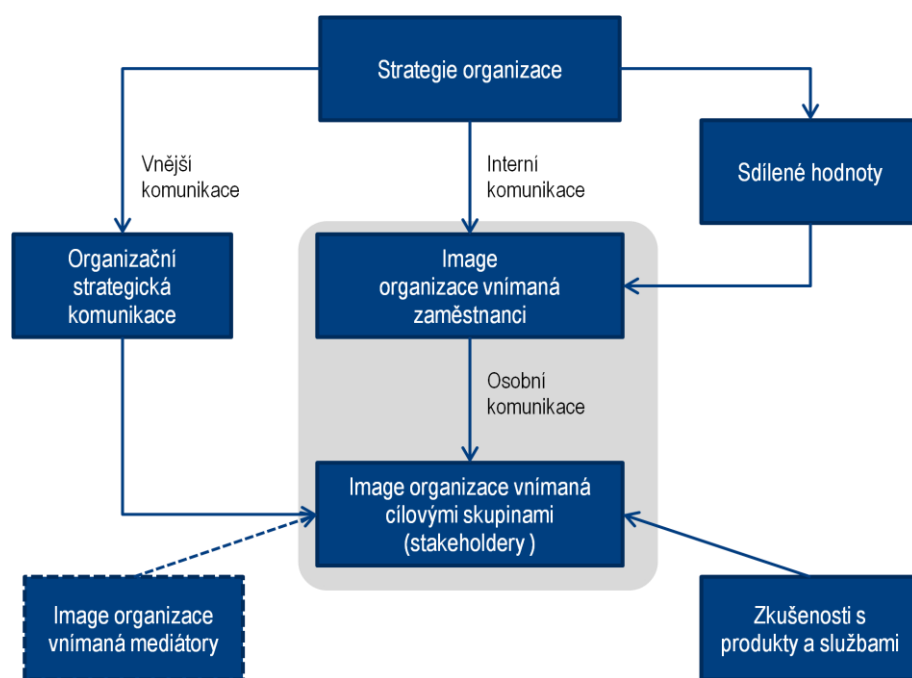 Strategie organizace
Vnější
komunikace
Interní
komunikace
Sdílené hodnoty
Organizační
strategická
komunikace
Image
organizace vnímaná
zaměstnanci
Osobní
komunikace
Image organizace vnímaná
cílovými skupinami
(stakeholdery )
Image organizace
vnímaná mediátory
Zkušenosti s
produkty a službami